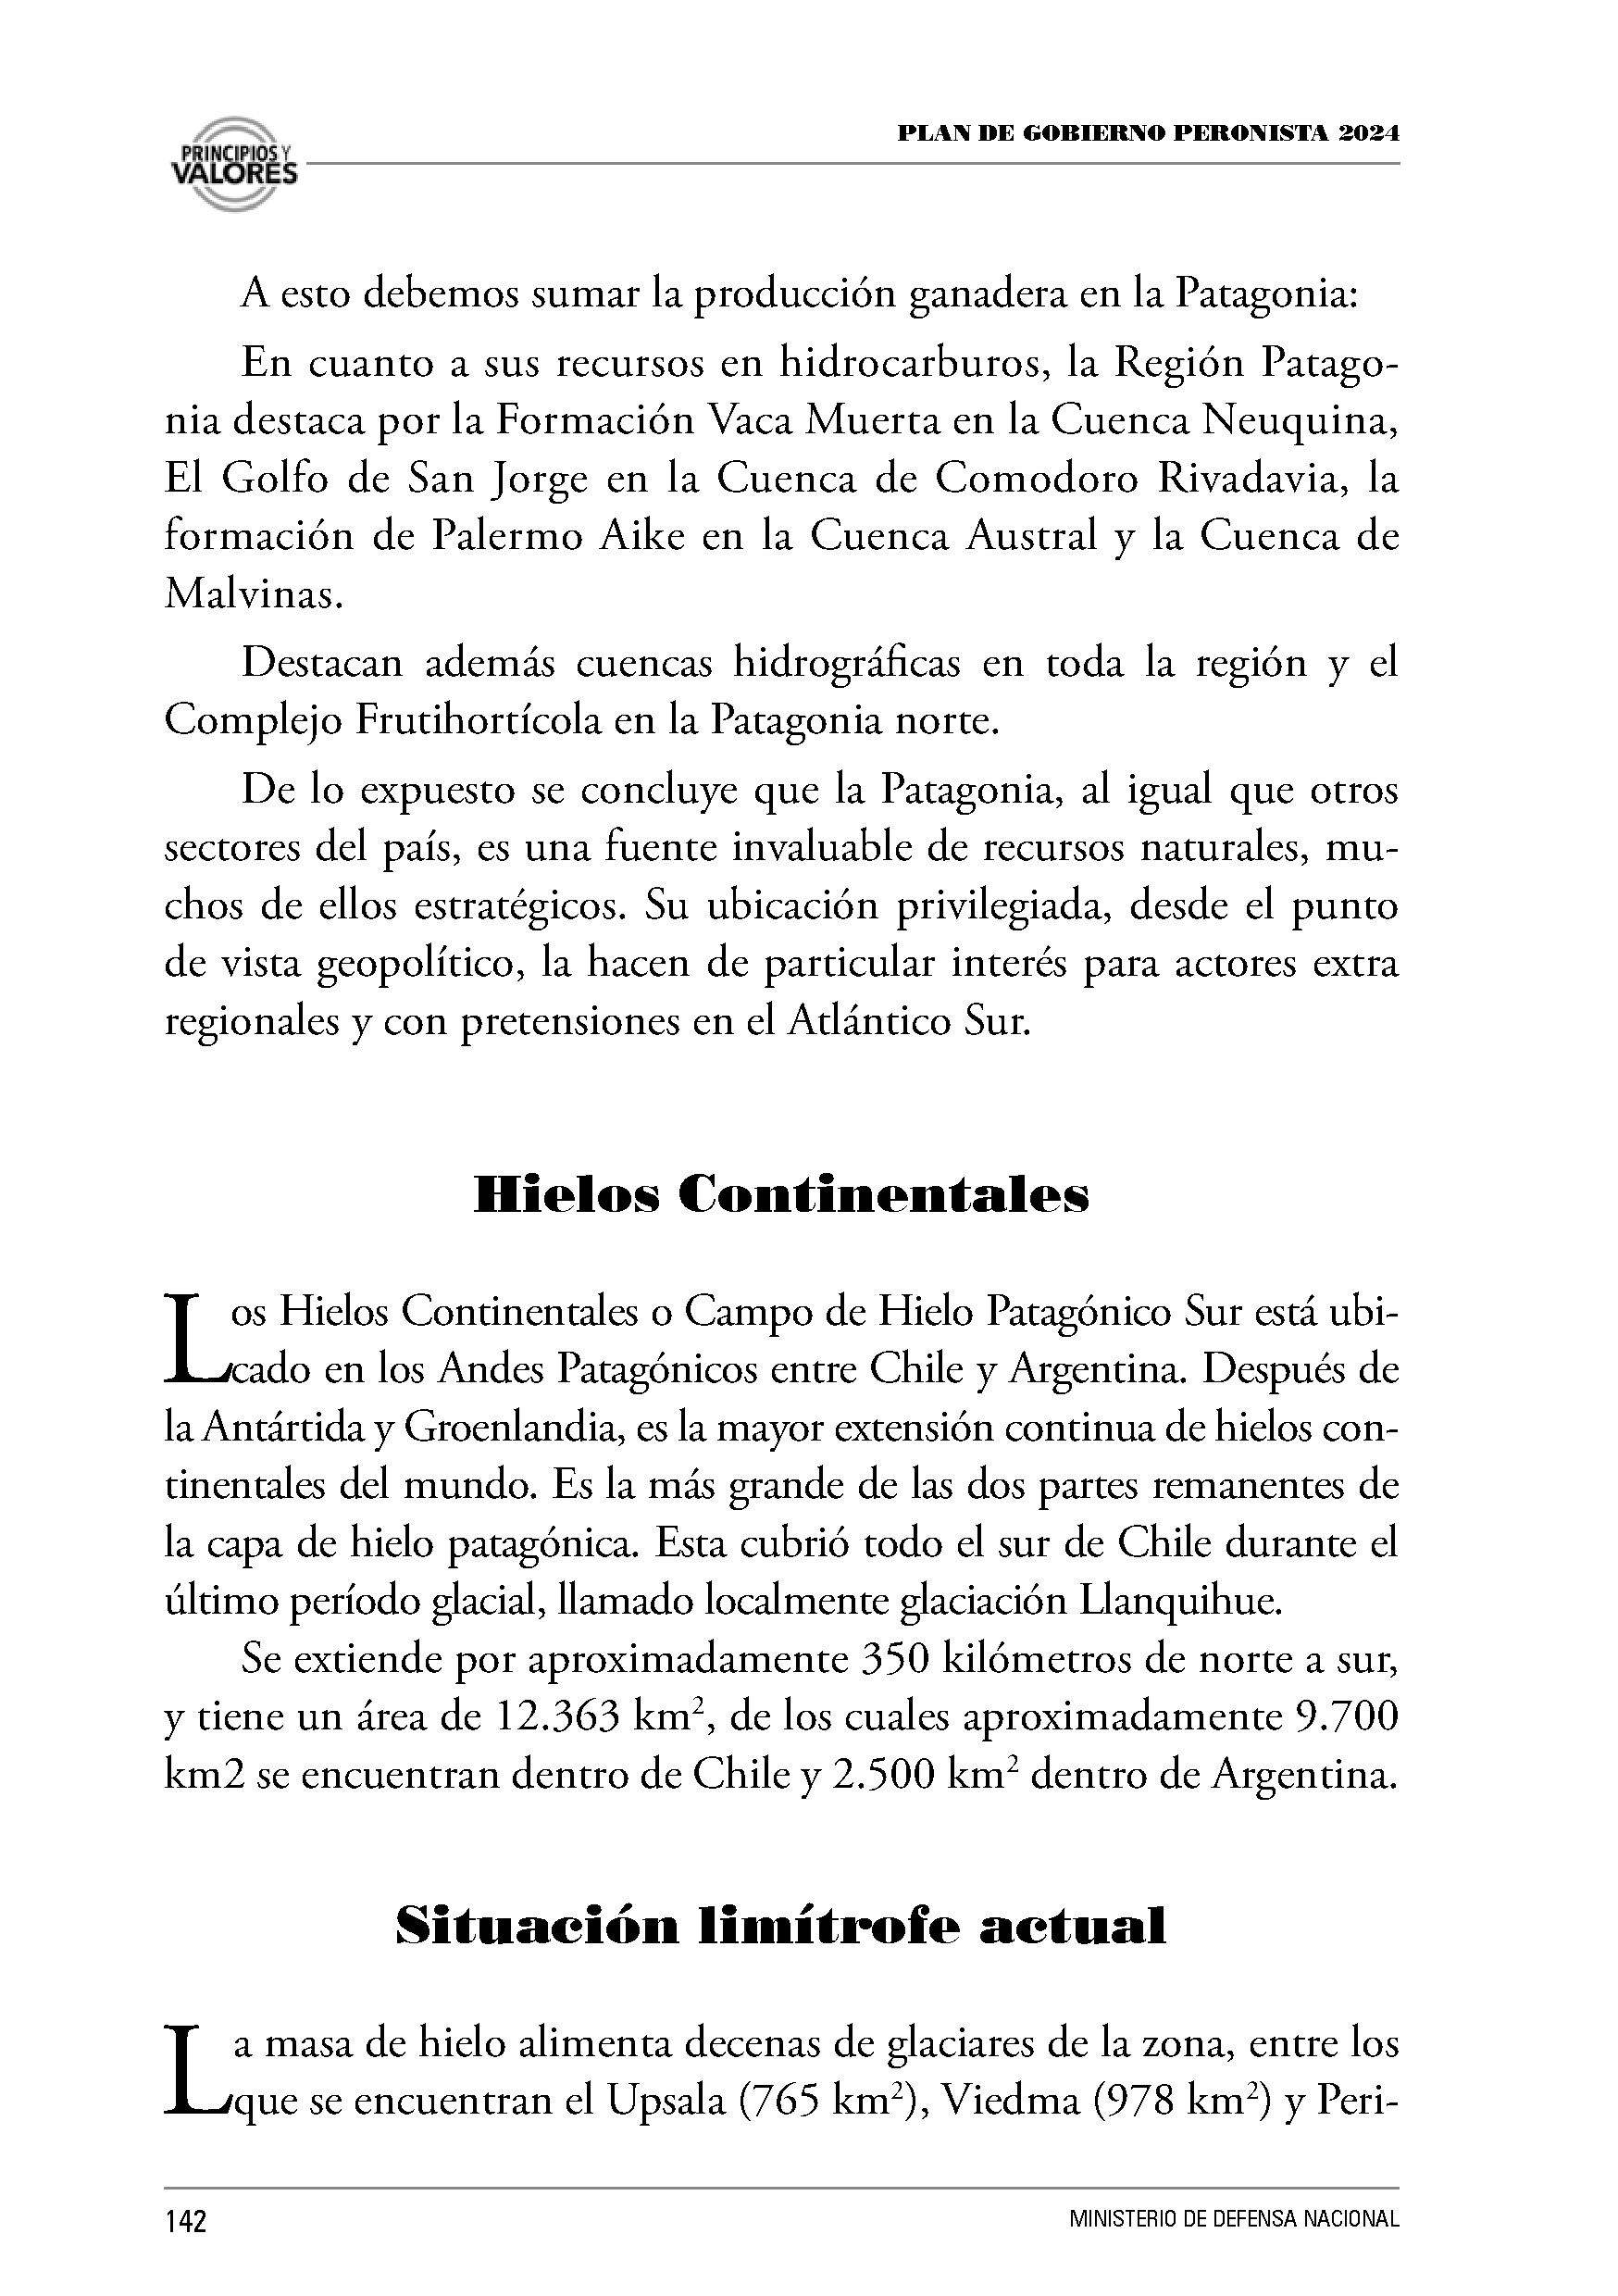 PRINCIPIOS Y
VALORES
PLAN DE GOBIERNO PERONISTA 2024
A esto debemos sumar la producción ganadera en la Patagonia:
En cuanto a sus recursos en hidrocarburos, la Región Patago-
nia destaca por la Formación Vaca Muerta en la Cuenca Neuquina,
El Golfo de San Jorge en la Cuenca de Comodoro Rivadavia, la
formación de Palermo Aike en la Cuenca Austral y la Cuenca de
Malvinas.
Destacan además cuencas hidrográficas en toda la región y el
Complejo Frutihortícola en la Patagonia norte.
De lo expuesto se concluye que la Patagonia, al igual que otros
sectores del país, es una fuente invaluable de recursos naturales, mu-
chos de ellos estratégicos. Su ubicación privilegiada, desde el punto
de vista geopolítico, la hacen de particular interés para actores extra
regionales y con pretensiones en el Atlántico Sur.
Hielos Continentales
Los Hielos Continentales o Campo de Hielo Patagónico Sur está ubi-
cado en los Andes Patagónicos entre Chile y Argentina. Después de
la Antártida y Groenlandia, es la mayor extensión continua de hielos con-
tinentales del mundo. Es la más grande de las dos partes remanentes de
la capa de hielo patagónica. Esta cubrió todo el sur de Chile durante el
último período glacial, llamado localmente glaciación Llanquihue.
Se extiende por aproximadamente 350 kilómetros de norte a sur,
y tiene un área de 12.363 km², de los cuales aproximadamente 9.700
km2 se encuentran dentro de Chile y 2.500 km² dentro de Argentina.
Situación limítrofe actual
La masa de hielo alimenta decenas de glaciares de la zona, entre los
que se encuentran el Upsala (765 km²), Viedma (978 km²) y Peri-
142
MINISTERIO DE DEFENSA NACIONAL